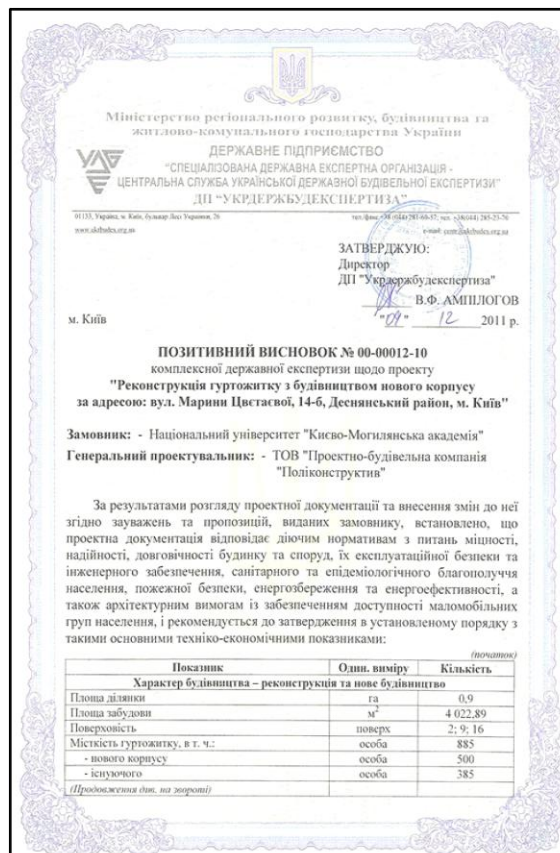 Міністерство регіонального розвитку, будівництва та
житлово-комунального господарства України
ДЕРЖАВНЕ ПІДПРИЄМСТВО
"СПЕЦІАЛІЗОВАНА ДЕРЖАВНА ЕКСПЕРТНА ОРГАНІЗАЦІЯ -
ЦЕНТРАЛЬНА СЛУЖБА УКРАЇНСЬКОЇ ДЕРЖАВНОЇ БУДІВЕЛЬНОЇ ЕКСПЕРТИЗИ"
ДП "УКРДЕРЖБУДЕКСПЕРТИЗА"
01133, Україна, м. Київ, бульвар Лесі Українки, 26
ЗАТВЕРДЖУЮ:
Директор
ДП "Укрдержбудекспертиза"
В.Ф. АМПІЛОГОВ
м. Київ
"09" 12 2011 р.
ПОЗИТИВНИЙ ВИСНОВОК № 00-00012-10
комплексної державної експертизи щодо проекту
"Реконструкція гуртожитку з будівництвом нового корпусу
за адресою: вул. Марини Цвєтаєвої, 14-б, Деснянський район, м. Київ"
Замовник: - Національний університет "Києво-Могилянська академія"
Генеральний проектувальник: - ТОВ "Проектно-будівельна компанія
"Поліконструктив"
За результатами розгляду проектної документації та внесення змін до неї
згідно зауважень та пропозицій, виданих замовнику, встановлено, що
проектна документація відповідає діючим нормативам з питань міцності,
надійності, довговічності будинку та споруд, їх експлуатаційної безпеки та
інженерного забезпечення, санітарного та епідеміологічного благополуччя
населення, пожежної безпеки, енергозбереження та енергоефективності, а
також архітектурним вимогам із забезпеченням доступності маломобільних
груп населення, і рекомендується до затвердження в установленому порядку з
такими основними техніко-економічними показниками:
(початок)
Показник Один. виміру Кількість
Характер будівництва – реконструкція та нове будівництво
Площа ділянки га 0,9
Площа забудови м² 4 022,89
Поверховість поверх 2; 9; 16
Місткість гуртожитку, в т. ч.: особа 885
- нового корпусу особа 500
- існуючого особа 385
(Продовження див. на звороті)